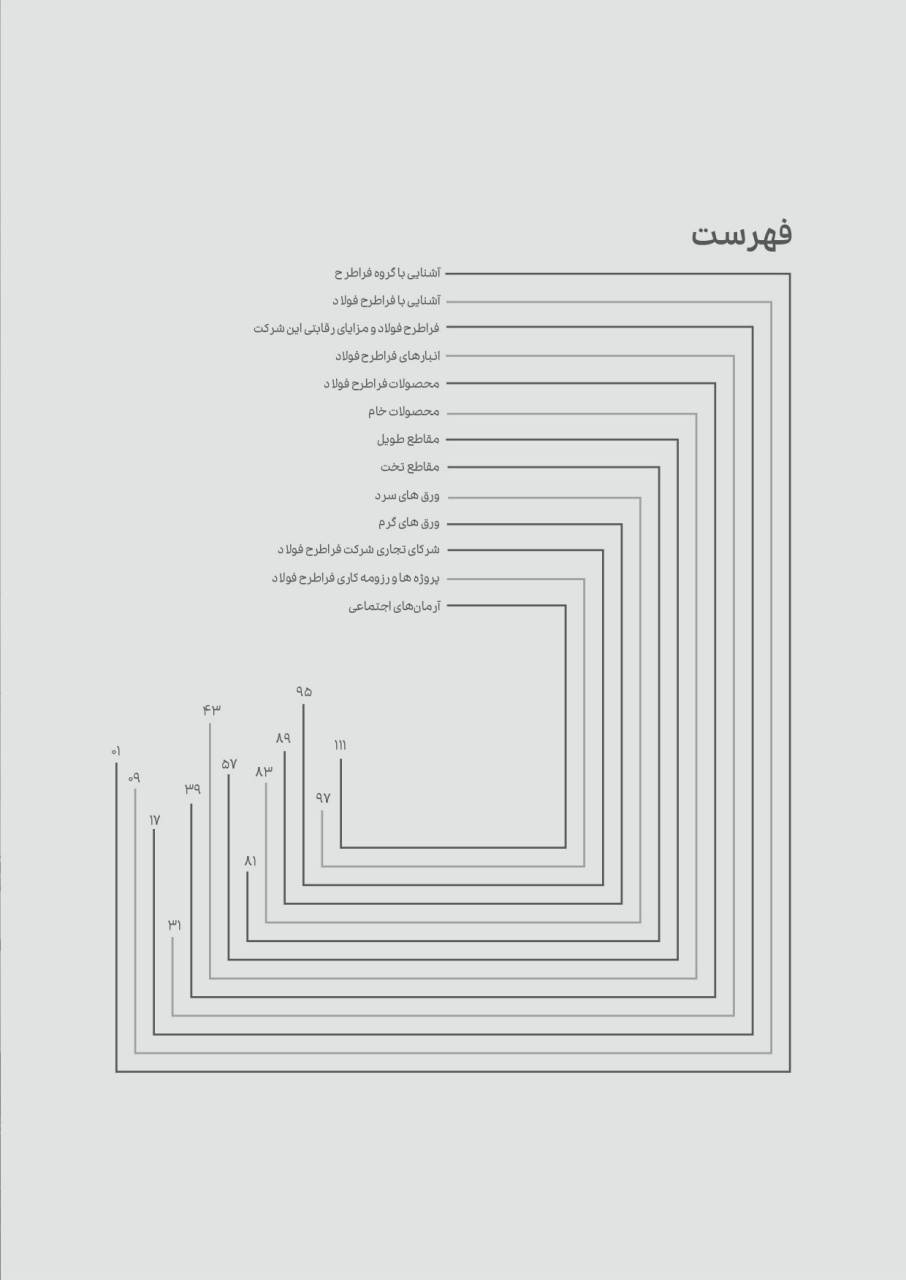 فهرست
آشنایی با گروه فراطرح
آشنایی با فراطرح فولاد
فراطرح فولاد و مزایای رقابتی این شرکت
انبارهای فراطرح فولاد
محصولات فراطرح فولاد
محصولات خام
مقاطع طویل
مقاطع تخت
ورق های سرد
ورق های گرم
شرکای تجاری شرکت فراطرح فولاد
پروژه ها و رزومه کاری فراطرح فولاد
آرمان‌های اجتماعی
۰۱
۰۹
۱۷
۳۱
۳۹
۴۳
۵۷
۸۱
۸۳
۸۹
۹۵
۹۷
۱۱۱